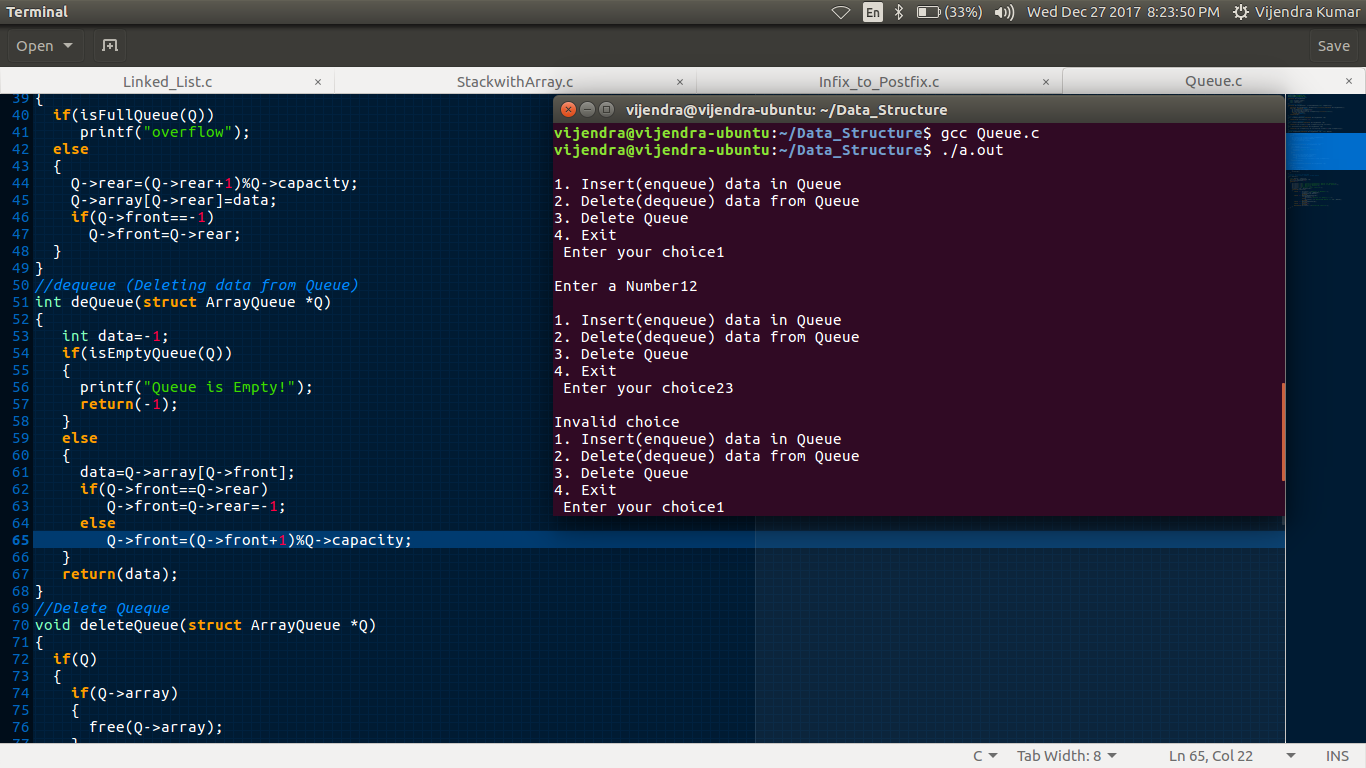 Terminal
En (33%) Wed Dec 27 2017 8:23:50 PM Vijendra Kumar
Open Save
Linked_List.c × StackwithArray.c × Infix_to_Postfix.c × Queue.c ×
39 {
40 if(isFullQueue(Q))
41 printf("overflow");
42 else
43 {
44 Q->rear=(Q->rear+1)%Q->capacity;
45 Q->array[Q->rear]=data;
46 if(Q->front==-1)
47 Q->front=Q->rear;
48 }
49 }
50 //dequeue (Deleting data from Queue)
51 int deQueue(struct ArrayQueue *Q)
52 {
53 int data=-1;
54 if(isEmptyQueue(Q))
55 {
56 printf("Queue is Empty!");
57 return(-1);
58 }
59 else
60 {
61 data=Q->array[Q->front];
62 if(Q->front==Q->rear)
63 Q->front=Q->rear=-1;
64 else
65 Q->front=(Q->front+1)%Q->capacity;
66 }
67 return(data);
68 }
69 //Delete Queque
70 void deleteQueue(struct ArrayQueue *Q)
71 {
72 if(Q)
73 {
74 if(Q->array)
75 {
76 free(Q->array);
77 }
vijendra@vijendra-ubuntu: ~/Data_Structure
vijendra@vijendra-ubuntu:~/Data_Structure$ gcc Queue.c
vijendra@vijendra-ubuntu:~/Data_Structure$ ./a.out
1. Insert(enqueue) data in Queue
2. Delete(dequeue) data from Queue
3. Delete Queue
4. Exit
Enter your choice1
Enter a Number12
1. Insert(enqueue) data in Queue
2. Delete(dequeue) data from Queue
3. Delete Queue
4. Exit
Enter your choice23
Invalid choice
1. Insert(enqueue) data in Queue
2. Delete(dequeue) data from Queue
3. Delete Queue
4. Exit
Enter your choice1
C Tab Width: 8 Ln 65, Col 22 INS